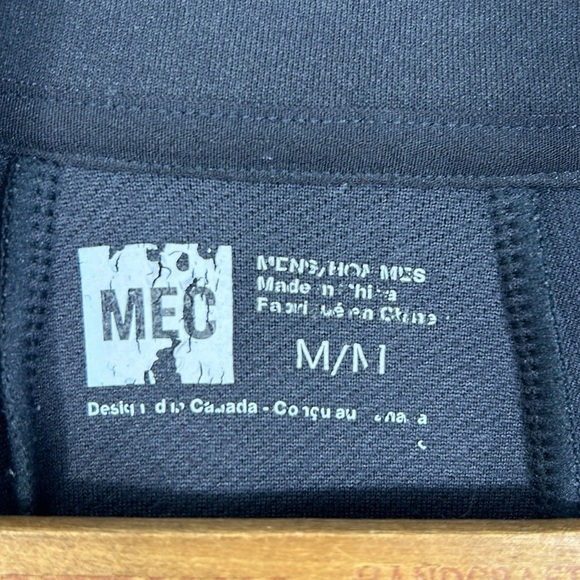 MEC
MENS/HOMMES
Made in China
Fabriqué en Chine
M/M
Designed in Canada - Conçu au Canada